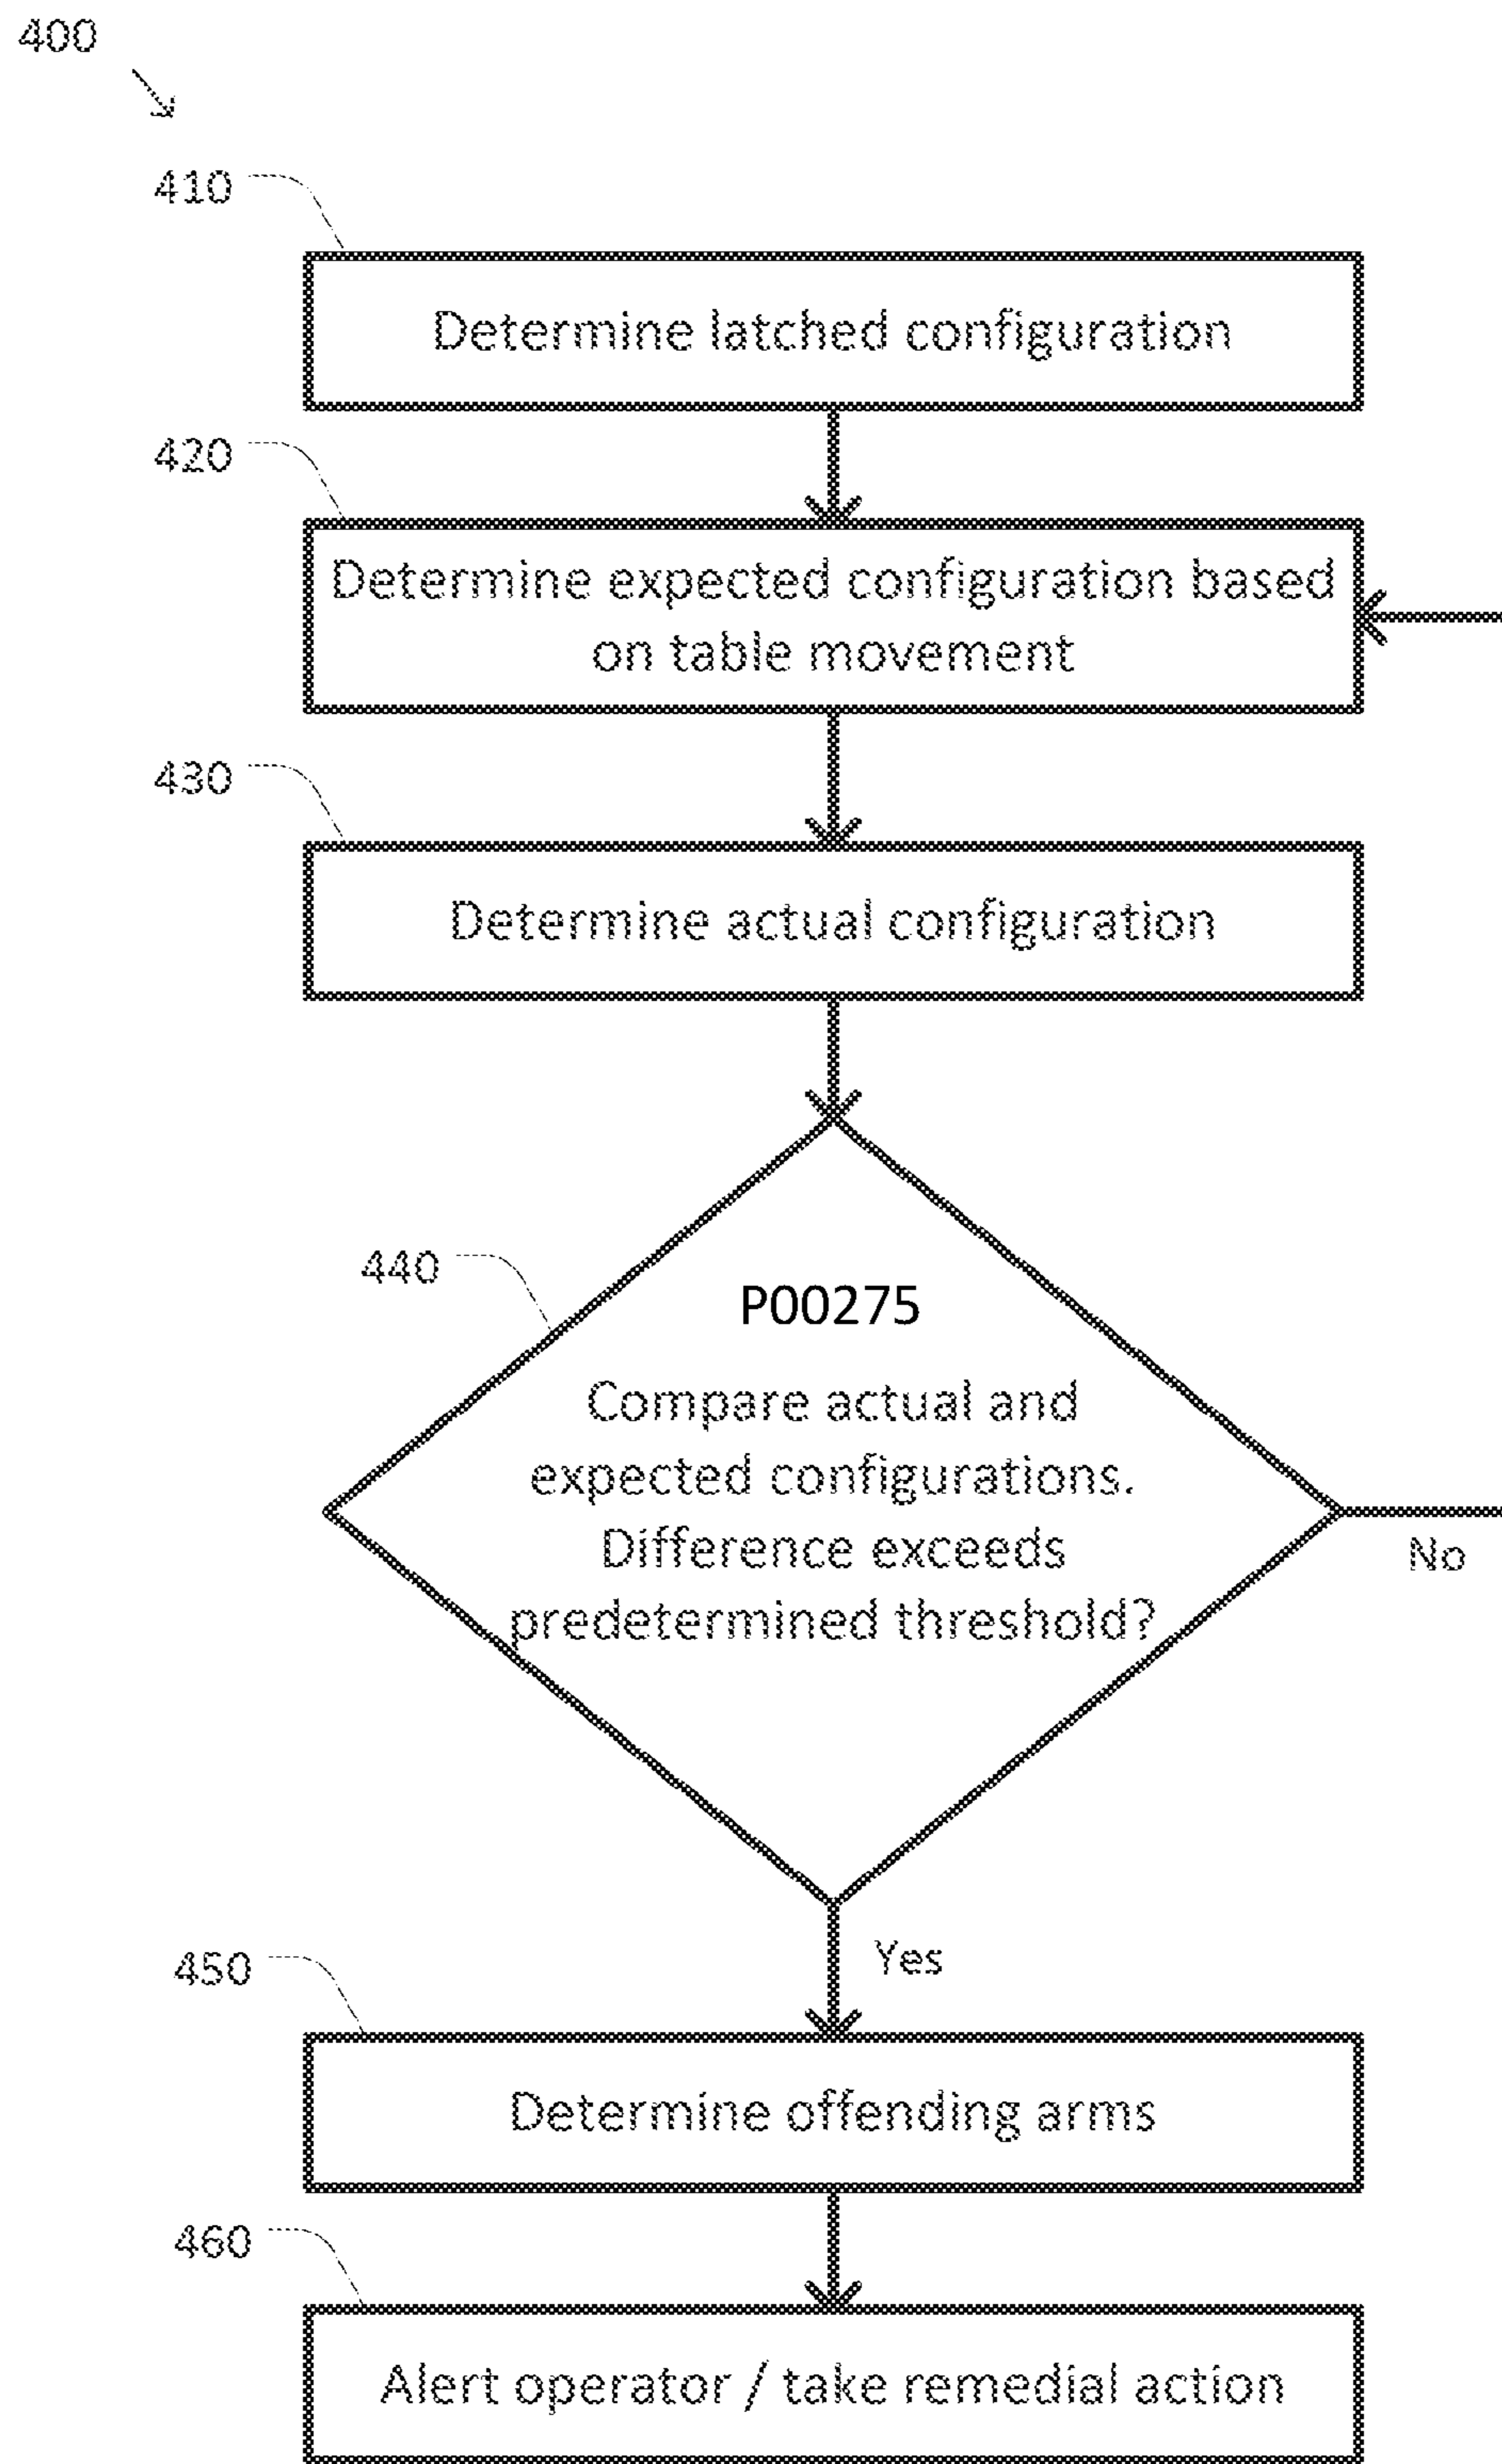 400
410
Determine latched configuration
420
Determine expected configuration based
on table movement
430
Determine actual configuration
440
P00275
Compare actual and
expected configurations.
Difference exceeds
predetermined threshold?
No
Yes
450
Determine offending arms
460
Alert operator / take remedial action